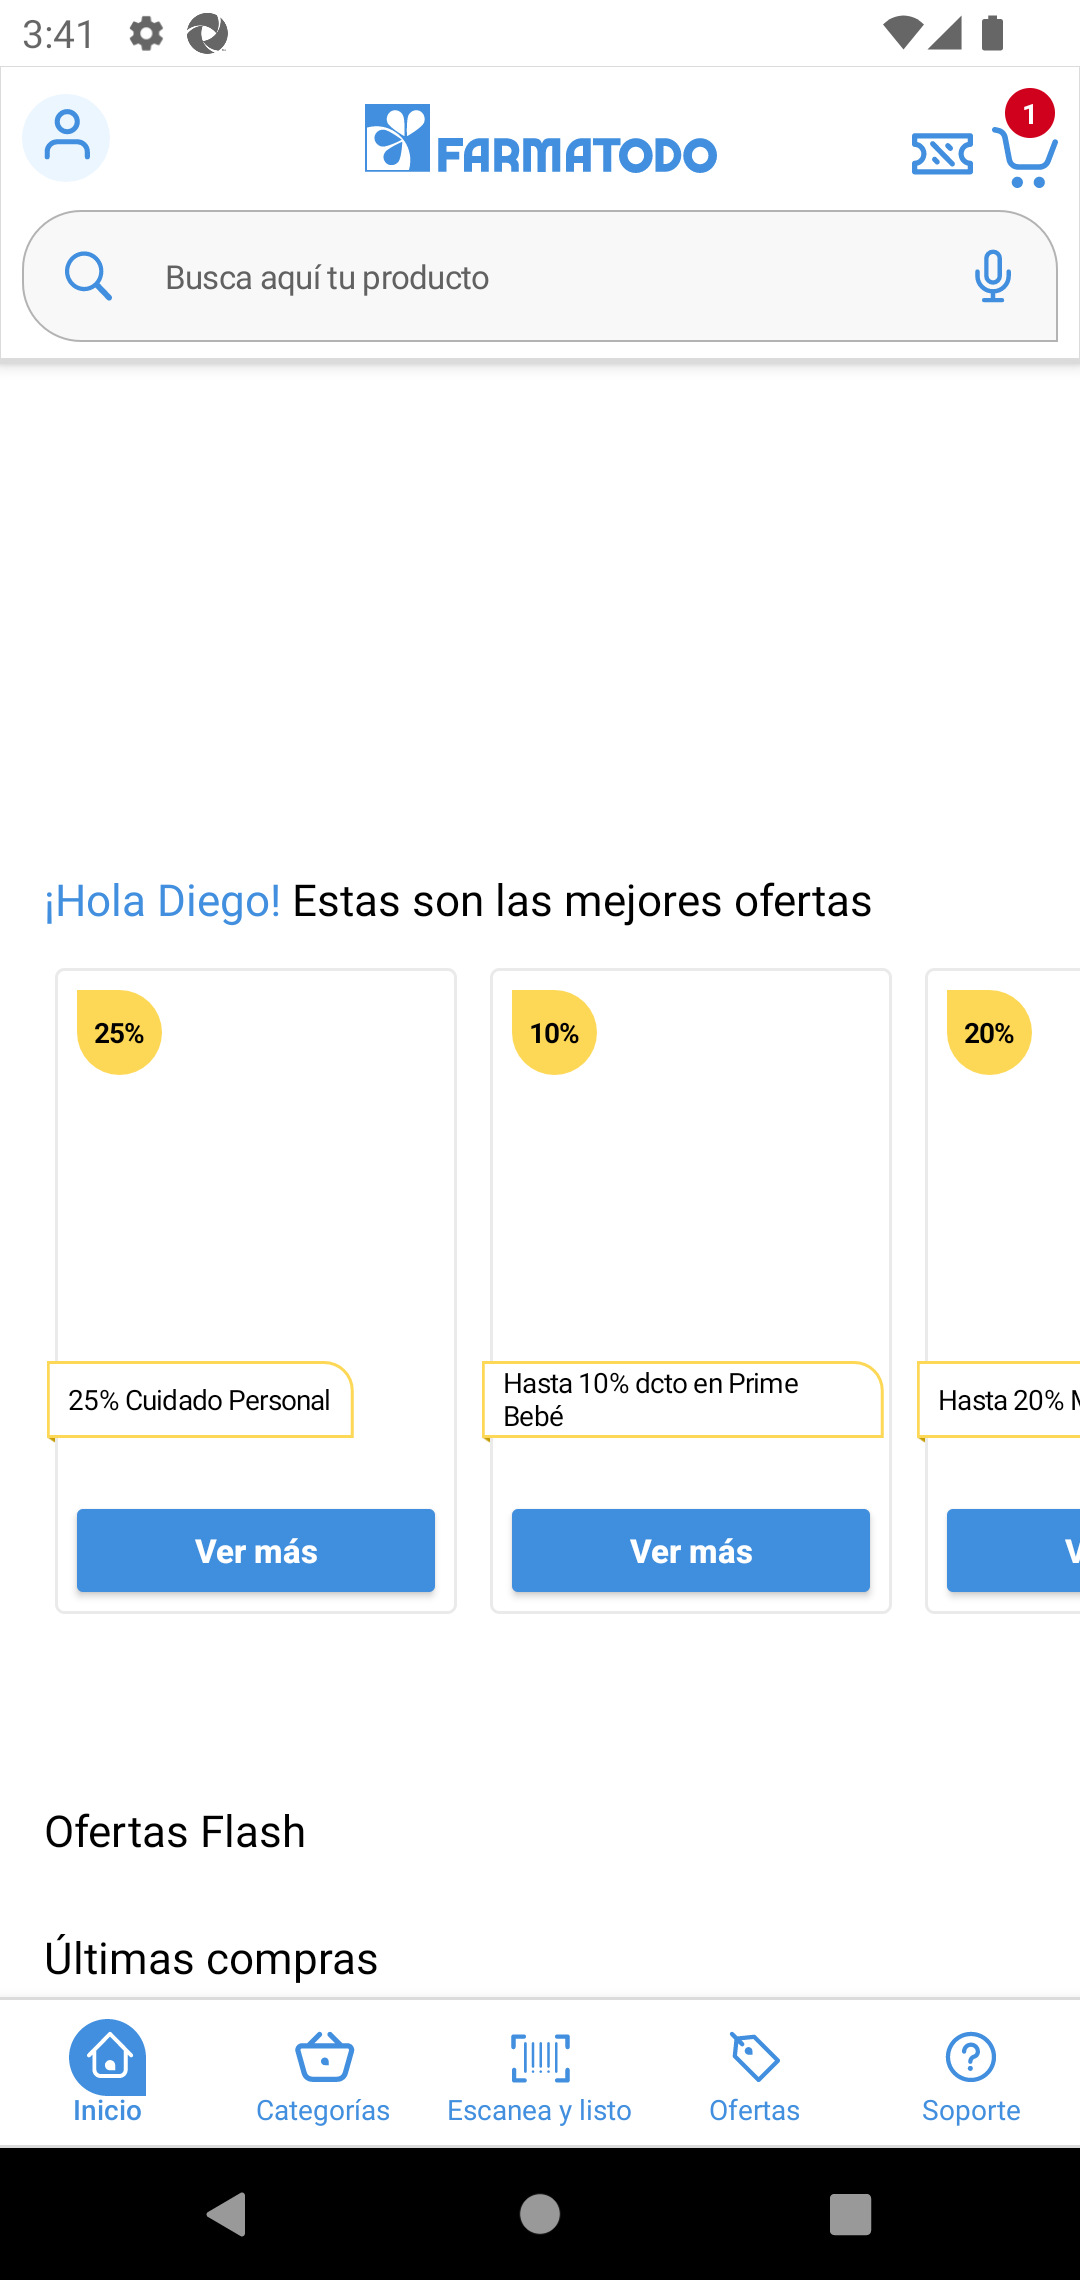 3:41
FARMATODO
1
Busca aquí tu producto
¡Hola Diego! Estas son las mejores ofertas
25%
10%
20%
25% Cuidado Personal
Hasta 10% dcto en Prime
Bebé
Hasta 20%
Ver más
Ver más
Ofertas Flash
Últimas compras
Inicio
Categorías
Escanea y listo
Ofertas
Soporte